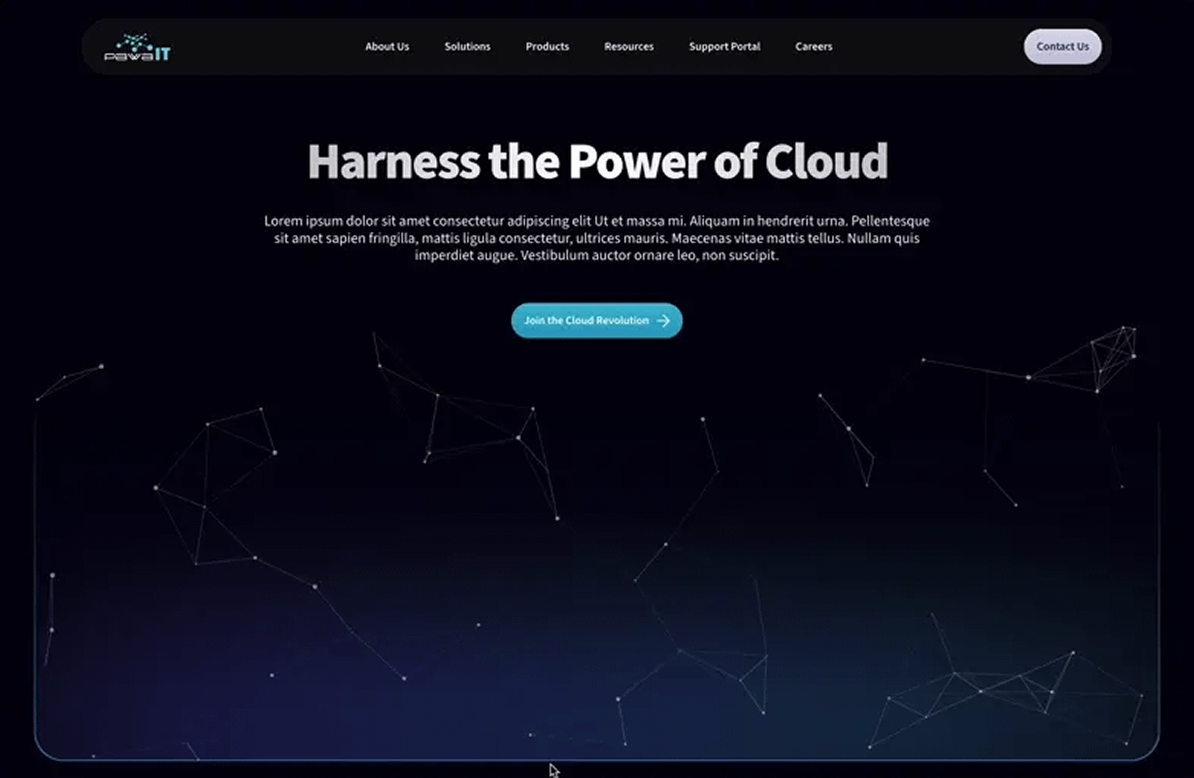 pawaIT
About Us
Solutions
Products
Resources
Support Portal
Careers
Contact Us
Harness the Power of Cloud
Lorem ipsum dolor sit amet consectetur adipiscing elit Ut et massa mi. Aliquam in hendrerit urna. Pellentesque
sit amet sapien fringilla, mattis ligula consectetur, ultrices mauris. Maecenas vitae mattis tellus. Nullam quis
imperdiet augue. Vestibulum auctor ornare leo, non suscipit.
Join the Cloud Revolution